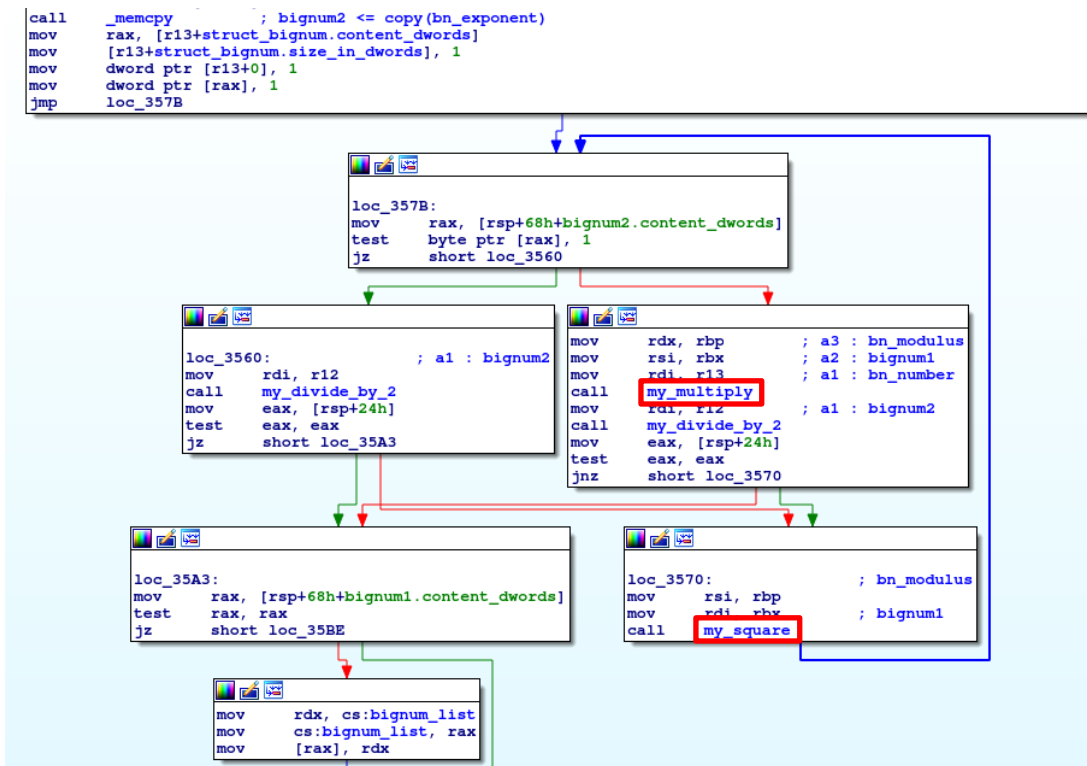 call    _memcpy         ; bignum2 <= copy(bn_exponent)
mov     rax, [r13+struct_bignum.content_dwords]
mov     [r13+struct_bignum.size_in_dwords], 1
mov     dword ptr [r13+0], 1
mov     dword ptr [rax], 1
jmp     loc_357B
loc_357B:
mov     rax, [rsp+68h+bignum2.content_dwords]
test    byte ptr [rax], 1
jz      short loc_3560
loc_3560:               ; a1 : bignum2
mov     rdi, r12
call    my_divide_by_2
mov     eax, [rsp+24h]
test    eax, eax
jz      short loc_35A3
mov     rdx, rbp        ; a3 : bn_modulus
mov     rsi, rbx        ; a2 : bignum1
mov     rdi, r13        ; a1 : bn_number
call    my_multiply
mov     rdi, r12        ; a1 : bignum2
call    my_divide_by_2
mov     eax, [rsp+24h]
test    eax, eax
jnz     short loc_3570
loc_35A3:
mov     rax, [rsp+68h+bignum1.content_dwords]
test    rax, rax
jz      short loc_35BE
loc_3570:               ; bn_modulus
mov     rsi, rbp
mov     rdi, rbx        ; bignum1
call    my_square
mov     rdx, cs:bignum_list
mov     cs:bignum_list, rax
mov     [rax], rdx